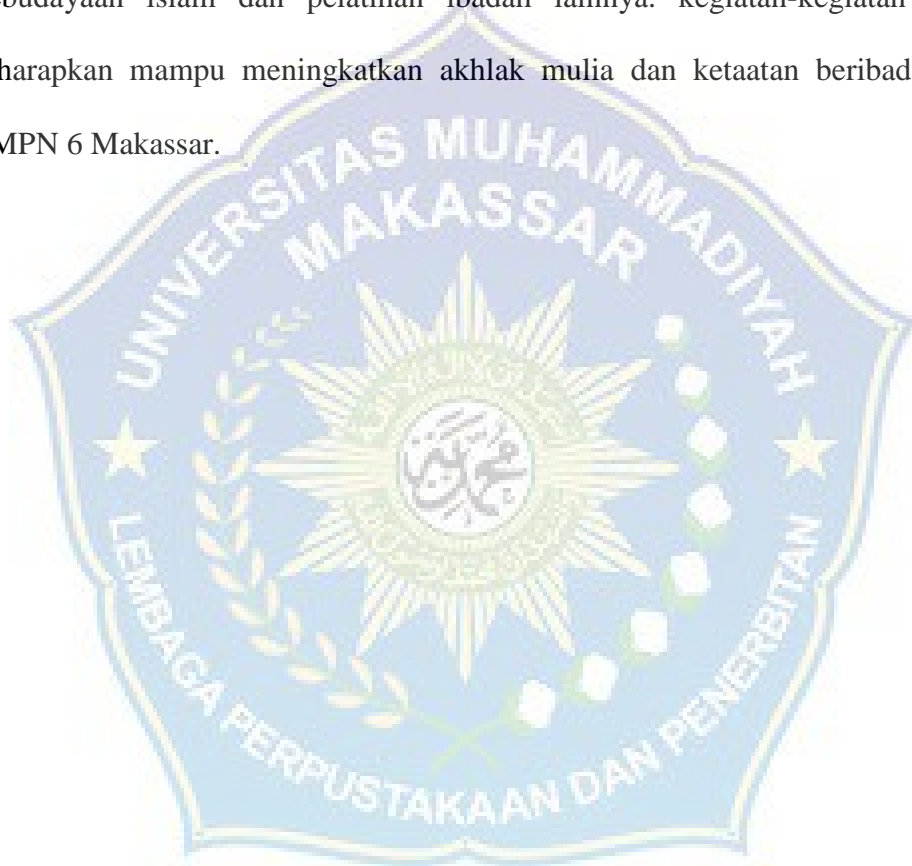 ebudayaan islam dan pelatihan ibadah lainnya. kegiatan-kegiatan
harapkan mampu meningkatkan akhlak mulia dan ketaatan beribad
MPN 6 Makassar.
UNIVERSITAS MUHAMMADIYAH
MAKASSAR
LEMBAGA PERPUSTAKAAN DAN PENERBITAN